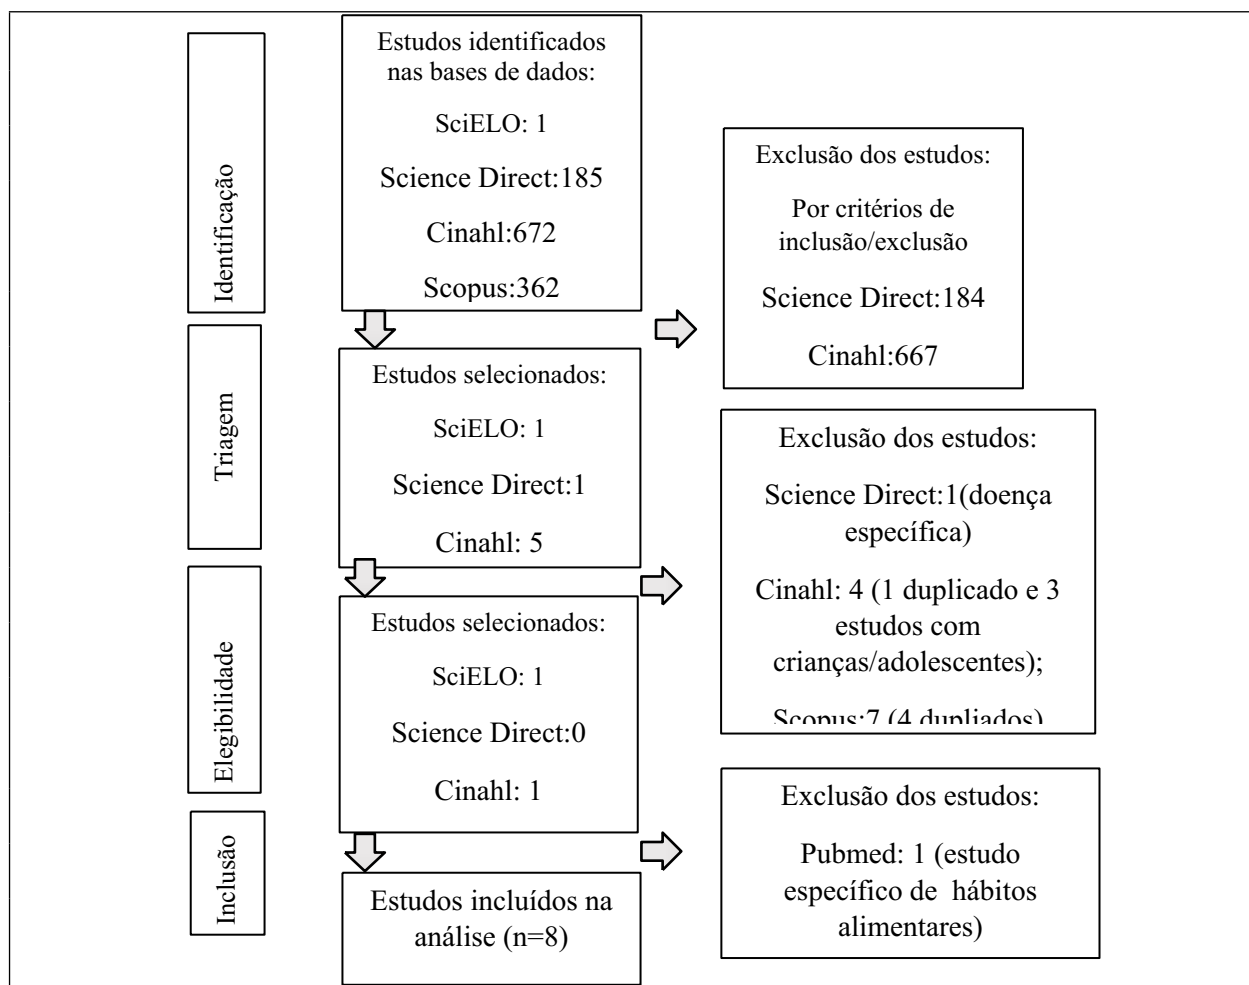 Identificação
Estudos identificados
nas bases de dados:
SciELO: 1
Science Direct:185
Cinahl:672
Scopus:362
Exclusão dos estudos:
Por critérios de
inclusão/exclusão
Science Direct:184
Cinahl:667
Triagem
Estudos selecionados:
SciELO: 1
Science Direct:1
Cinahl: 5
Exclusão dos estudos:
Science Direct:1(doença
específica)
Cinahl: 4 (1 duplicado e 3
estudos com
crianças/adolescentes);
Scopus:7 (4 dupliados)
Elegibilidade
Estudos selecionados:
SciELO: 1
Science Direct:0
Cinahl: 1
Exclusão dos estudos:
Pubmed: 1 (estudo
específico de hábitos
alimentares)
Inclusão
Estudos incluídos na
análise (n=8)